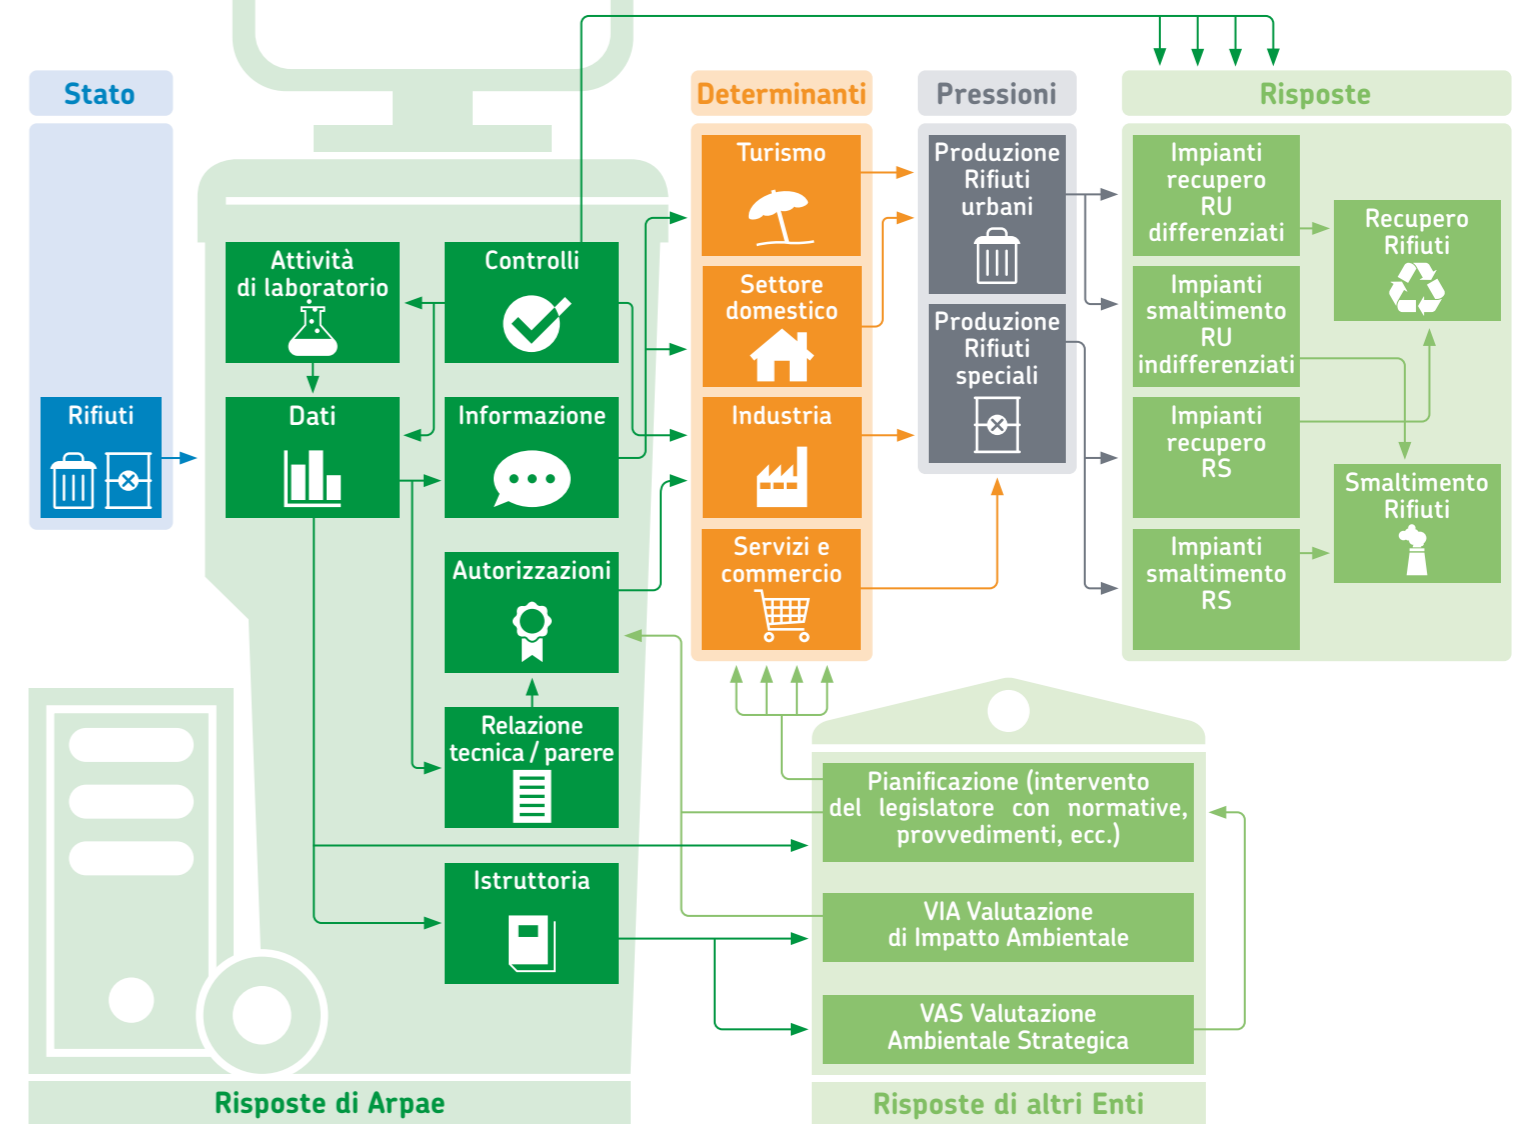 Stato
Rifiuti
Attività
di laboratorio
Controlli
Dati
Informazione
Autorizzazioni
Relazione
tecnica / parere
Istruttoria
Risposte di Arpae
Determinanti
Turismo
Settore
domestico
Industria
Servizi e
commercio
Pressioni
Produzione
Rifiuti
urbani
Produzione
Rifiuti
speciali
Risposte
Impianti
recupero
RU
differenziati
Impianti
smaltimento
RU
indifferenziati
Impianti
recupero
RS
Impianti
smaltimento
RS
Recupero
Rifiuti
Smaltimento
Rifiuti
Pianificazione (intervento
del legislatore con normative,
provvedimenti, ecc.)
VIA Valutazione
di Impatto Ambientale
VAS Valutazione
Ambientale Strategica
Risposte di altri Enti